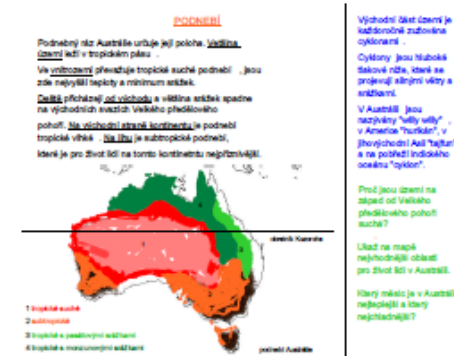 PODNEBÍ
Podnebný ráz Austrálie určuje její poloha. Většina
území leží v tropickém pásu .
Ve vnitrozemí převažuje tropické suché podnebí , jsou
zde nejvyšší teploty a minimum srážek.
Deště přicházejí od východu a většina srážek spadne
na východních svazích Velkého předělového
pohoří. Na východní straně kontinentu je podnebí
tropické vlhké . Na jihu je subtropické podnebí,
které je pro život lidí na tomto kontinetntu nejpříznivější.
obratník Kozoroha
1 tropické suché
2 subtropické
3 tropické s pasátovými srážkami
4 tropické s monzunovými srážkami
podnebí Austrálie
Východní část území je
každoročně zužována
cyklonami .
Cyklony jsou hluboké
tlakové níže, které se
projevují silnými větry a
srážkami.
V Austrálii jsou
nazývány "willy willy"
v Americe "hurikán", v
jihovýchodní Asii "tajfun"
a na pobřeží Indického
oceánu "cyklon".
Proč jsou území na
západ od Velkého
předělového pohoří
suchá?
Ukaž na mapě
nejvhodnější oblasti
pro život lidí v Austrálii.
Který měsíc je v Austrálii
nejteplejší a který
nejchladnější?